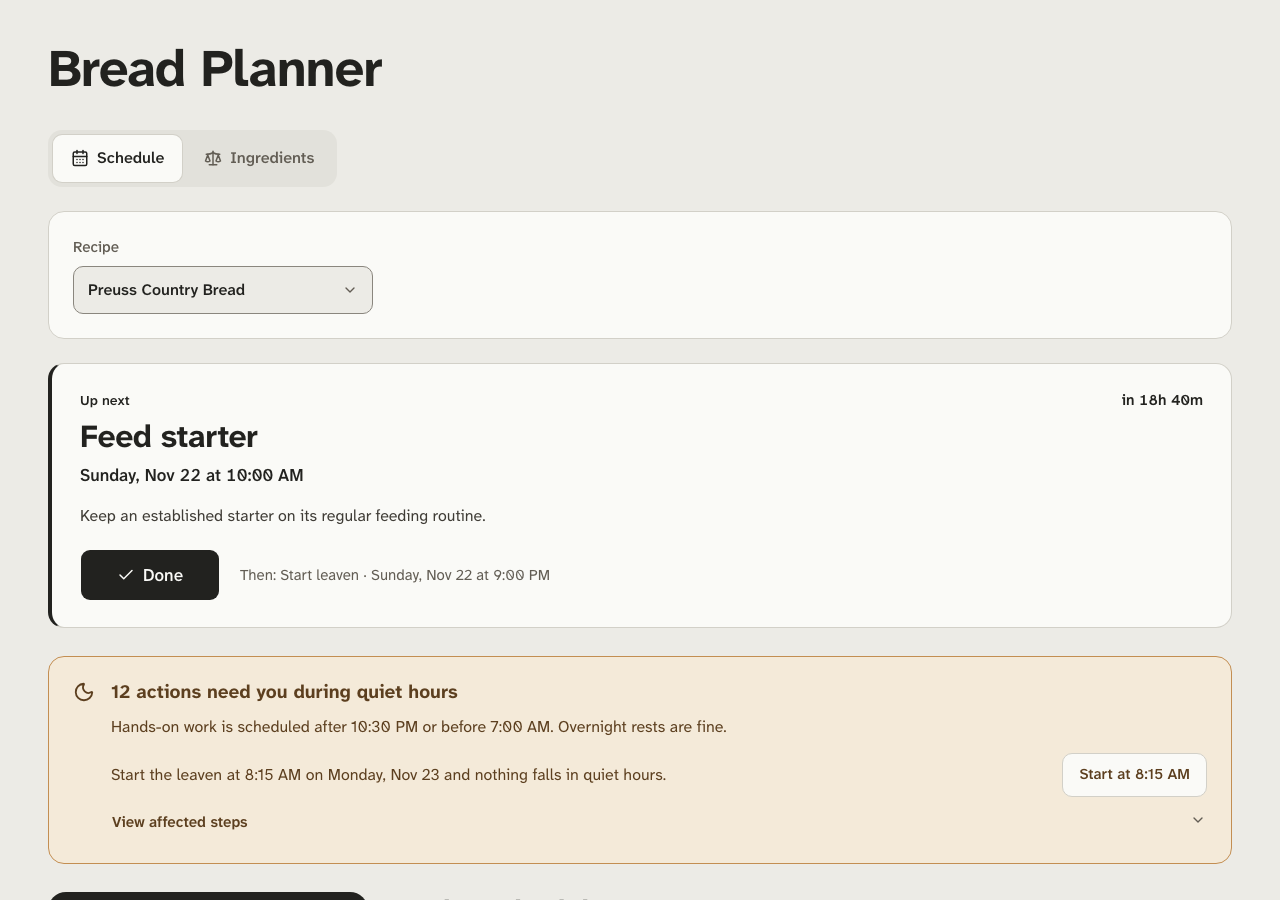 Bread Planner
Schedule
Ingredients
Recipe
Preuss Country Bread
Up next
in 18h 40m
Feed starter
Sunday, Nov 22 at 10:00 AM
Keep an established starter on its regular feeding routine.
Done
Then: Start leaven · Sunday, Nov 22 at 9:00 PM
12 actions need you during quiet hours
Hands-on work is scheduled after 10:30 PM or before 7:00 AM. Overnight rests are fine.
Start the leaven at 8:15 AM on Monday, Nov 23 and nothing falls in quiet hours.
Start at 8:15 AM
View affected steps